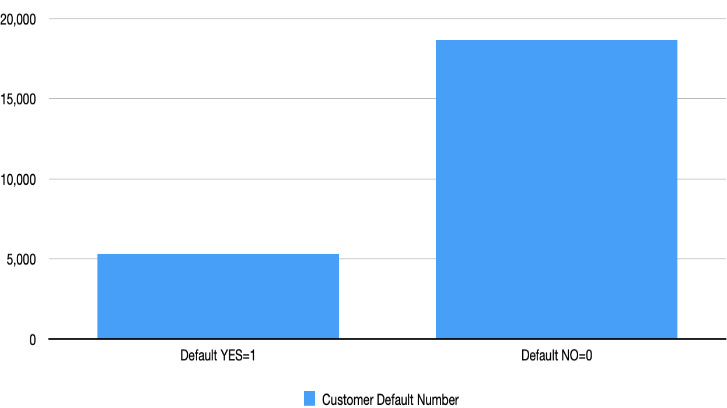 20,000
15,000
10,000
5,000
0
Default YES=1
Default NO=0
Customer Default Number